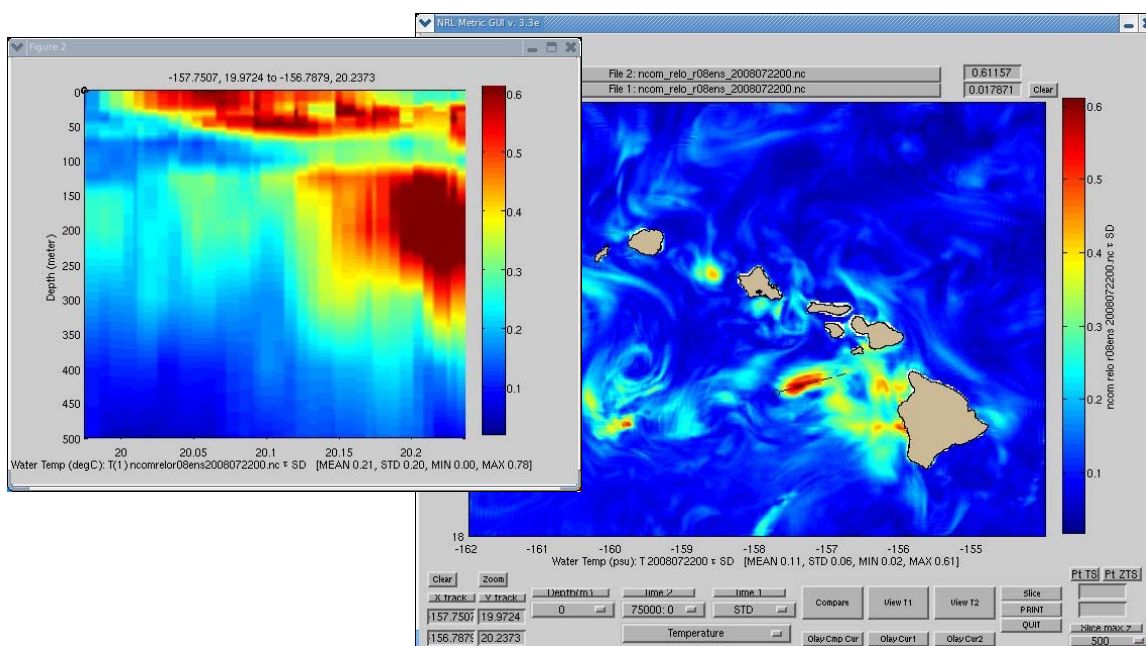 NRL Metric GUI v. 3.3e
Figure 2
-157.7507, 19.9724 to -156.7879, 20.2373
0
50
100
150
200
250
300
350
400
450
500
Depth (meter)
20
20.05
20.1
20.15
20.2
0.6
0.5
0.4
0.3
0.2
0.1
Water Temp (degC): T(1) ncomrelor08ens2008072200.nc τ SD [MEAN 0.21, STD 0.20, MIN 0.00, MAX 0.78]
File 2: ncom_relo_r08ens_2008072200.nc
0.61157
File 1: ncom_relo_r08ens_2008072200.nc
0.017871
Clear
0.6
0.5
0.4
0.3
0.2
0.1
ncom relo r08ens 2008072200.nc τ SD
18
-162
-161
-160
-159
-158
-157
-156
-155
Water Temp (psu): T 2008072200 τ SD [MEAN 0.11, STD 0.06, MIN 0.02, MAX 0.61]
Clear
Zoom
X track
Y track
-157.7507
19.9724
-156.7879
20.2373
Depth(m)
0
Time 2
75000: 0
Time 1
STD
Temperature
Compare
View T1
View T2
Olay Cmp Cur
Olay Cur1
Olay Cur2
Slice
PRINT
QUIT
Pt TS
Pt ZTS
Slice max z
500